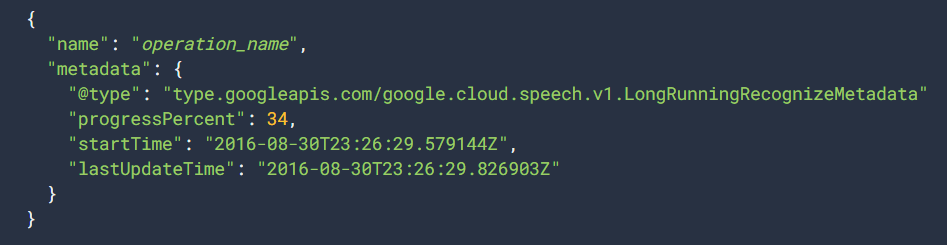 {
"name": "operation_name",
"metadata": {
"@type": "type.googleapis.com/google.cloud.speech.v1.LongRunningRecognizeMetadata"
"progressPercent": 34,
"startTime": "2016-08-30T23:26:29.579144Z",
"lastUpdateTime": "2016-08-30T23:26:29.826903Z"
}
}